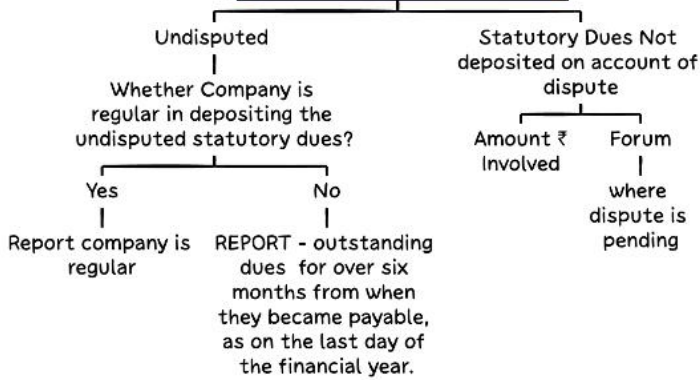 Undisputed
Whether Company is
regular in depositing the
undisputed statutory dues?
Yes
Report company is
regular
No
REPORT - outstanding
dues for over six
months from when
they became payable,
as on the last day of
the financial year.
Statutory Dues Not
deposited on account of
dispute
Amount ₹
Involved
Forum
where
dispute is
pending